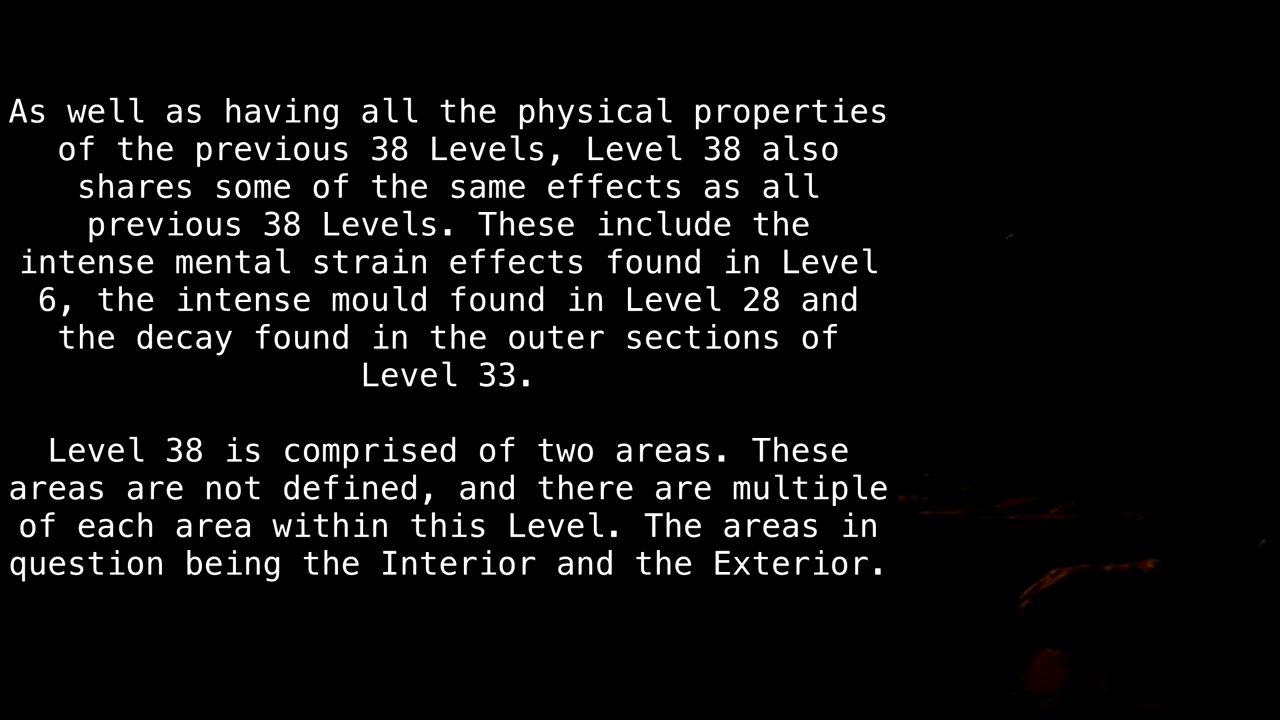 As well as having all the physical properties
of the previous 38 Levels, Level 38 also
shares some of the same effects as all
previous 38 Levels. These include the
intense mental strain effects found in Level
6, the intense mould found in Level 28 and
the decay found in the outer sections of
Level 33.
Level 38 is comprised of two areas. These
areas are not defined, and there are multiple
of each area within this Level. The areas in
question being the Interior and the Exterior.